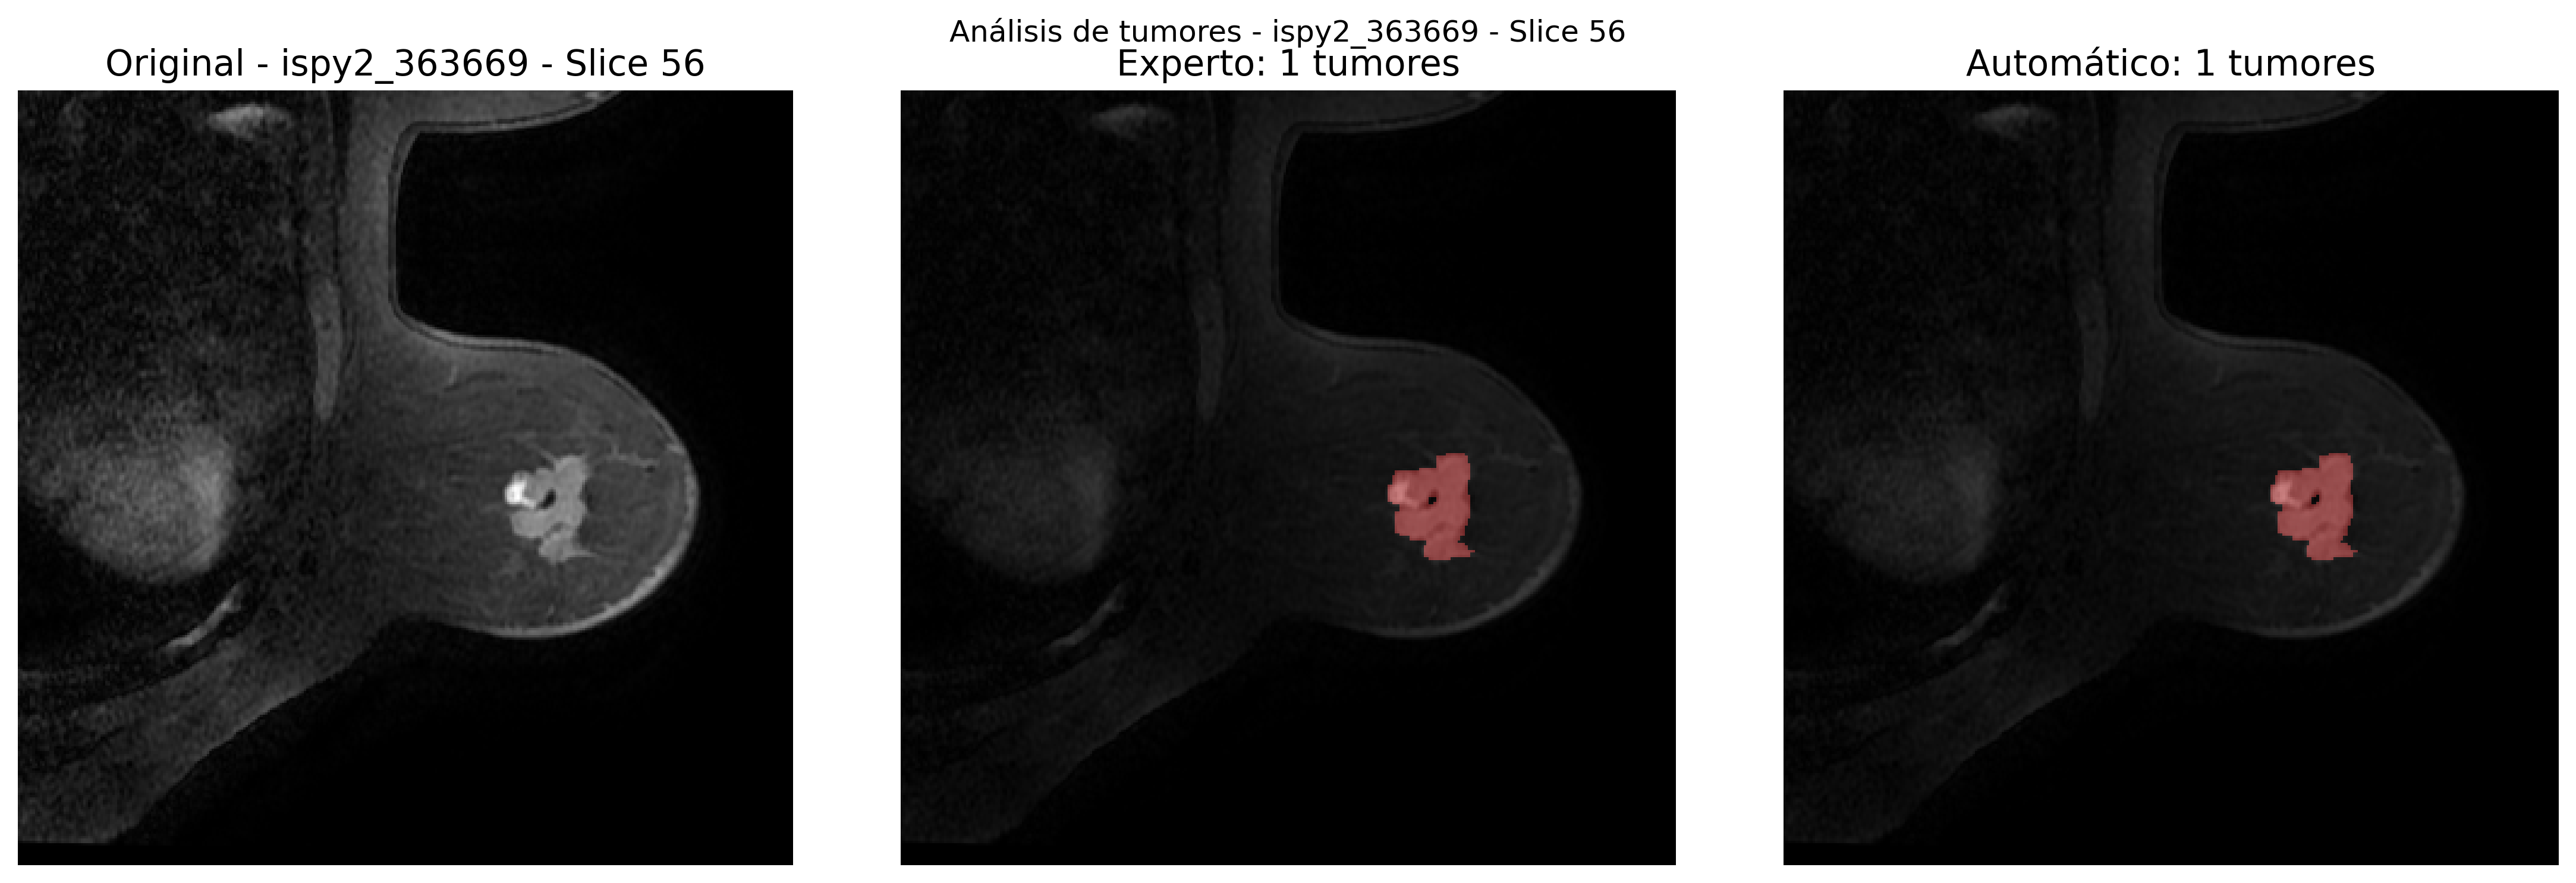 Análisis de tumores - ispy2_363669 - Slice 56
Original - ispy2_363669 - Slice 56
Experto: 1 tumores
Automático: 1 tumores